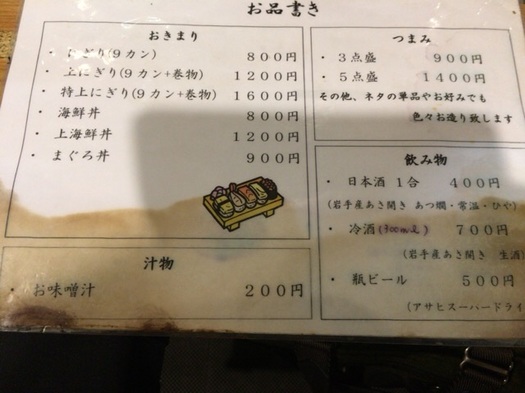 お品書き
おきまり
・ にぎり(9カン) 800円
・ 上にぎり(9カン+巻物) 1200円
・ 特上にぎり(9カン+巻物) 1600円
・ 海鮮丼 800円
・ 上海鮮丼 1200円
・ まぐろ丼 900円
汁物
・ お味噌汁 200円
つまみ
・ 3点盛 900円
・ 5点盛 1400円
その他、ネタの単品やお好みでも
色々お造り致します
飲み物
・ 日本酒 1合 400円
(岩手産あさ開き あつ燗・常温・ひや)
・ 冷酒(300mℓ) 700円
(岩手産あさ開き 生酒)
・ 瓶ビール 500円
(アサヒスーパードライ